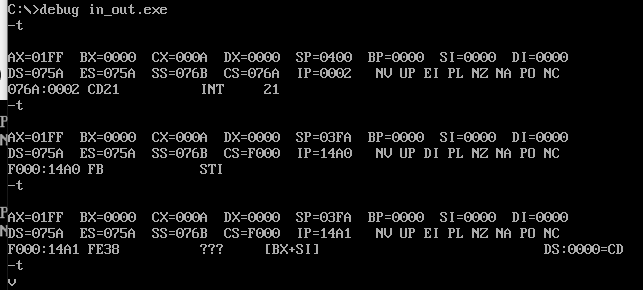 C:\>debug in_out.exe
-t
AX=01FF BX=0000 CX=000A DX=0000 SP=0400 BP=0000 SI=0000 DI=0000
DS=075A ES=075A SS=076B CS=076A IP=0002 NV UP EI PL NZ NA PO NC
076A:0002 CD21 INT 21
-t
AX=01FF BX=0000 CX=000A DX=0000 SP=03FA BP=0000 SI=0000 DI=0000
DS=075A ES=075A SS=076B CS=F000 IP=14A0 NV UP DI PL NZ NA PO NC
F000:14A0 FB STI
-t
AX=01FF BX=0000 CX=000A DX=0000 SP=03FA BP=0000 SI=0000 DI=0000
DS=075A ES=075A SS=076B CS=F000 IP=14A1 NV UP EI PL NZ NA PO NC
F000:14A1 FE38 ??? [BX+SI] DS:0000=CD
-t
v